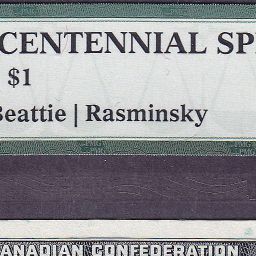 CENTENNIAL SP
$1
Beattie | Rasminsky
CANADIAN CONFEDERATION